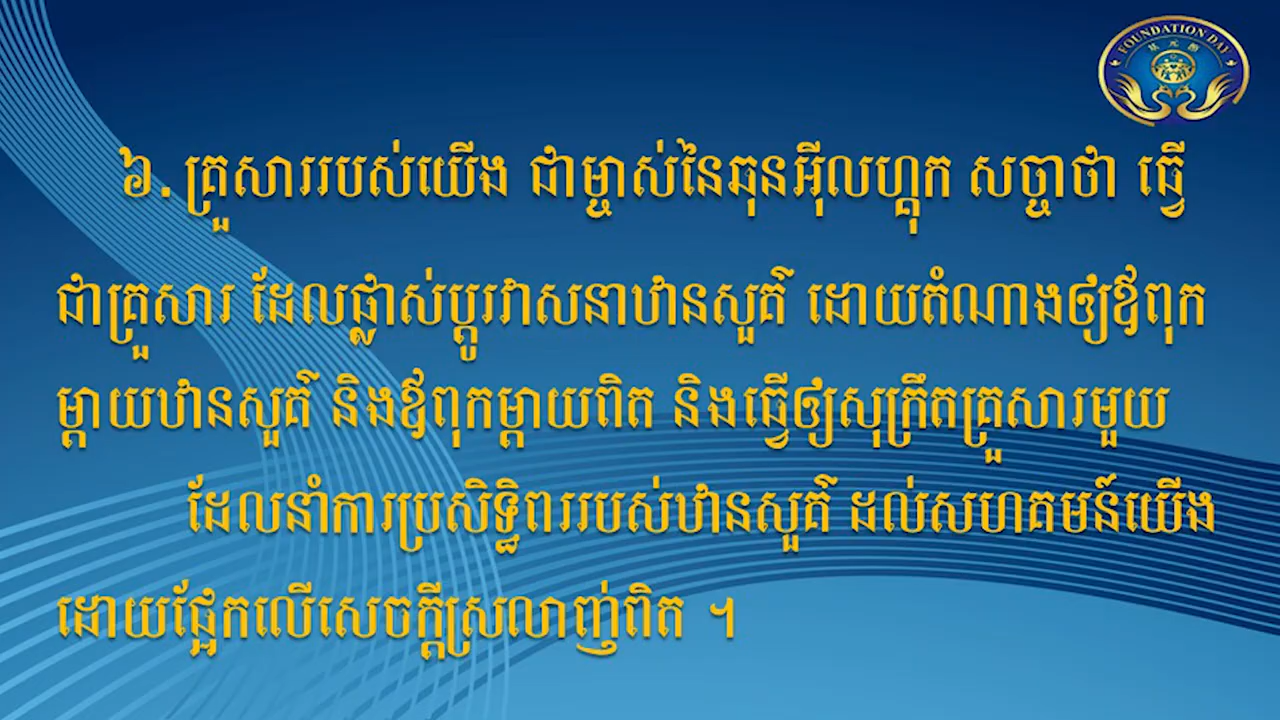 FOUNDATION DAY
៦. គ្រួសាររបស់យើង ជាម្ចាស់នៃឆុនអ៊ីលហ្គុក សច្ចាថា ធ្វើ
ជាគ្រួសារ ដែលផ្លាស់ប្តូរវាសនាឋានសួគ៌ ដោយតំណាងឲ្យឪពុក
ម្តាយឋានសួគ៌ និងឪពុកម្តាយពិត និងធ្វើឲ្យសុក្រឹតគ្រួសារមួយ
ដែលនាំការប្រសិទ្ធិពររបស់ឋានសួគ៌ ដល់សហគមន៍យើង
ដោយផ្អែកលើសេចក្តីស្រលាញ់ពិត ។